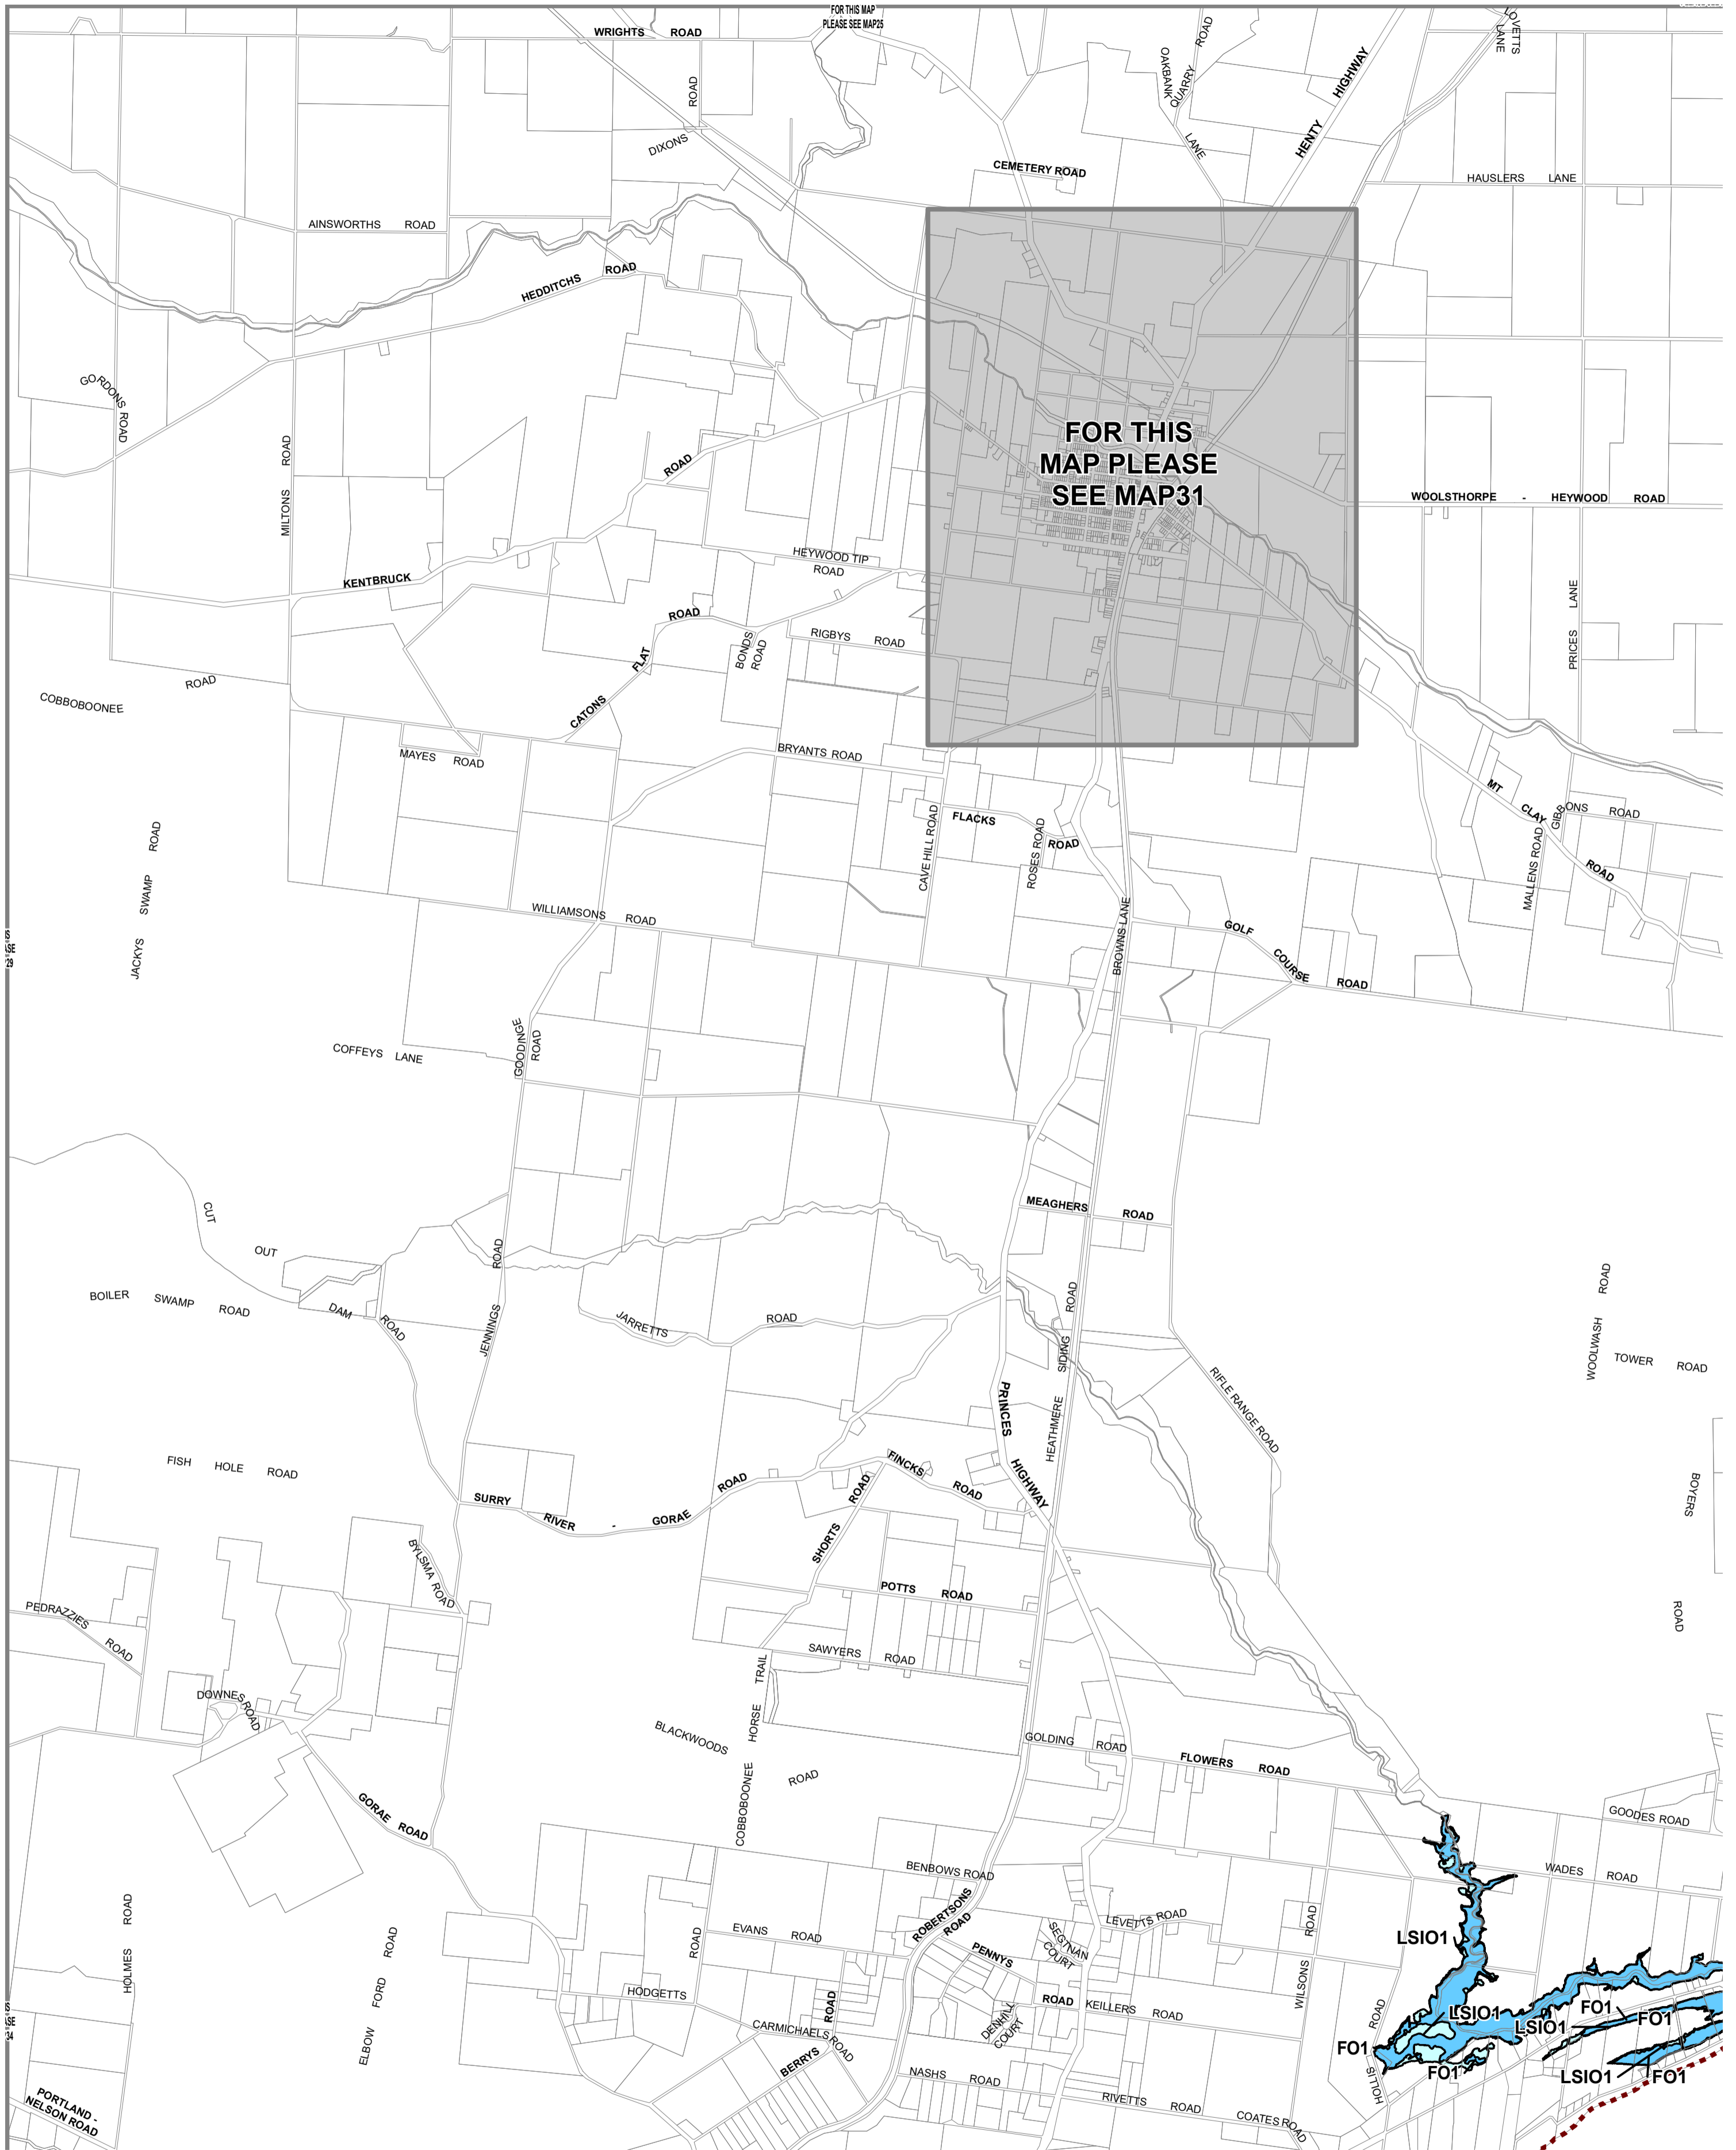 FOR THIS MAP
PLEASE SEE MAP25
WRIGHTS ROAD
LOVETTS
LANE
ROAD
OAKBANK
QUARRY
ROAD
LANE
HENTY HIGHWAY
DIXONS
CEMETERY ROAD
HAUSLERS LANE
AINSWORTHS ROAD
HEDDITCHS ROAD
GORDONS ROAD
MILTONS ROAD
FOR THIS
MAP PLEASE
SEE MAP31
WOOLSTHORPE - HEYWOOD ROAD
KENTBRUCK ROAD
HEYWOOD TIP
ROAD
PRICES LANE
CATONS FLAT ROAD
BONDS
ROAD
RIGBYS ROAD
COBBOBOONEE ROAD
MAYES ROAD
BRYANTS ROAD
MT CLAY ROAD
GIBBONS ROAD
MALLENS ROAD
CAVE HILL ROAD
FLACKS ROAD
ROSES ROAD
JACKYS SWAMP ROAD
WILLIAMSONS ROAD
BROWNS LANE
GOLF COURSE ROAD
COFFEYS LANE
GOODINGE
ROAD
MEAGHERS ROAD
CUT OUT DAM ROAD
BOILER SWAMP ROAD
JENNINGS ROAD
JARRETTS ROAD
HEATHMERE SIDING ROAD
WOOLWASH ROAD
TOWER ROAD
PRINCES HIGHWAY
RIFLE RANGE ROAD
FISH HOLE ROAD
BOYERS ROAD
SURRY RIVER - GORAE ROAD
FINCKS ROAD
SHORTS ROAD
BYLSMA ROAD
POTTS ROAD
PEDRAZZIES ROAD
SAWYERS ROAD
DOWNES ROAD
BLACKWOODS ROAD
COBBOBOONEE HORSE TRAIL
GOLDING ROAD
FLOWERS ROAD
GORAE ROAD
GOODES ROAD
BENBOWS ROAD
WADES ROAD
HOLMES ROAD
ELBOW FORD ROAD
EVANS ROAD
ROBERTSONS
ROAD
PENNYS ROAD
SEGTNAN
COURT
LEVETTS ROAD
WILSONS ROAD
LSIO1
HODGETTS ROAD
DENHILL
COURT
KEILLERS ROAD
LSIO1
LSIO1
FO1
FO1
CARMICHAELS ROAD
BERRYS ROAD
FO1
FO1
LSIO1
FO1
HOLLIS ROAD
NASHS ROAD
RIVETTS ROAD
COATES ROAD
PORTLAND -
NELSON ROAD